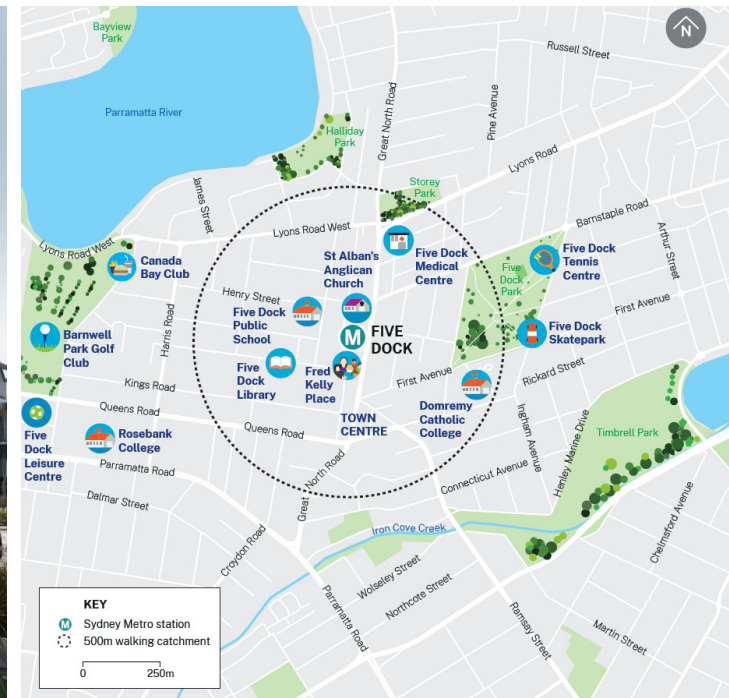 Bayview
Park
N
Russell Street
Parramatta River
Great North Road
Pine Avenue
Halliday
Park
Lyons Road
James Street
Storey
Park
Barnstaple Road
Lyons Road West
Lyons Road West
Arthur Street
Canada
Bay Club
St Alban's
Anglican
Church
Five Dock
Medical
Centre
Five
Dock
Park
Five Dock
Tennis
Centre
Henry Street
First Avenue
Five Dock
Public
School
M
FIVE
DOCK
Five Dock
Skatepark
Barnwell
Park Golf
Club
Harris Road
Five
Dock
Library
Fred
Kelly
Place
First Avenue
Rickard Street
Kings Road
Domremy
Catholic
College
Queens Road
TOWN
CENTRE
Ingham Avenue
Henley Marine Drive
Timbrell Park
Five
Dock
Leisure
Centre
Rosebank
College
Queens Road
Parramatta Road
Great North Road
Connecticut Avenue
Dalmar Street
Chelmsford Avenue
Croydon Road
Iron Cove Creek
Wolseley Street
Northcote Street
Parramatta Road
Ramsay Street
Martin Street
KEY
M Sydney Metro station
500m walking catchment
0 250m